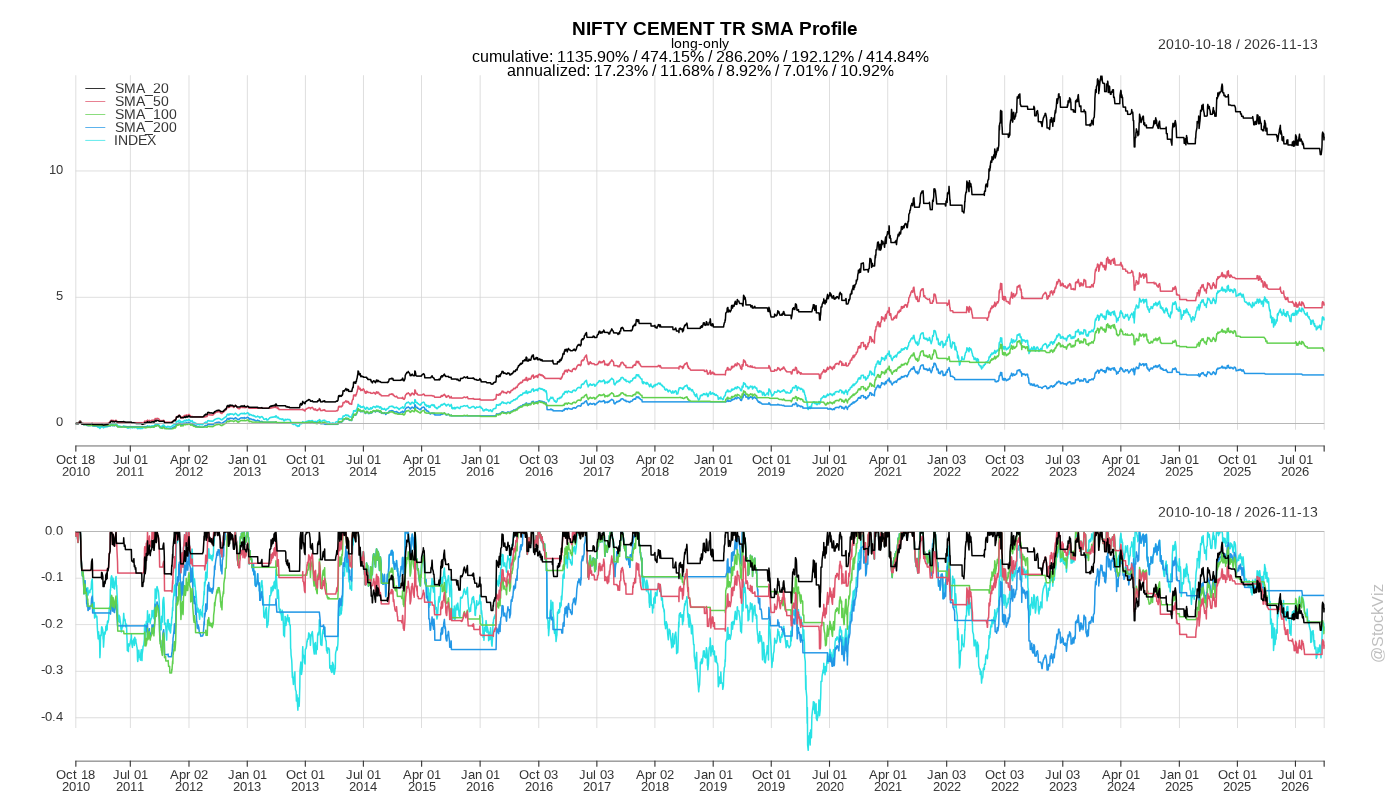 NIFTY CEMENT TR SMA Profile
long-only
2010-10-18 / 2026-11-13
cumulative: 1135.90% / 474.15% / 286.20% / 192.12% / 414.84%
annualized: 17.23% / 11.68% / 8.92% / 7.01% / 10.92%
SMA_20
SMA_50
SMA_100
SMA_200
INDEX
10
5
0
Oct 18 Jul 01 Apr 02 Jan 01 Oct 01 Jul 01 Apr 01 Jan 01 Oct 03 Jul 03 Apr 02 Jan 01 Oct 01 Jul 01 Apr 01 Jan 03 Oct 03 Jul 03 Apr 01 Jan 01 Oct 01 Jul 01
2010 2011 2012 2013 2013 2014 2015 2016 2016 2017 2018 2019 2019 2020 2021 2022 2022 2023 2024 2025 2025 2026
2010-10-18 / 2026-11-13
0.0
-0.1
-0.2
-0.3
-0.4
Oct 18 Jul 01 Apr 02 Jan 01 Oct 01 Jul 01 Apr 01 Jan 01 Oct 03 Jul 03 Apr 02 Jan 01 Oct 01 Jul 01 Apr 01 Jan 03 Oct 03 Jul 03 Apr 01 Jan 01 Oct 01 Jul 01
2010 2011 2012 2013 2013 2014 2015 2016 2016 2017 2018 2019 2019 2020 2021 2022 2022 2023 2024 2025 2025 2026
@StockViz